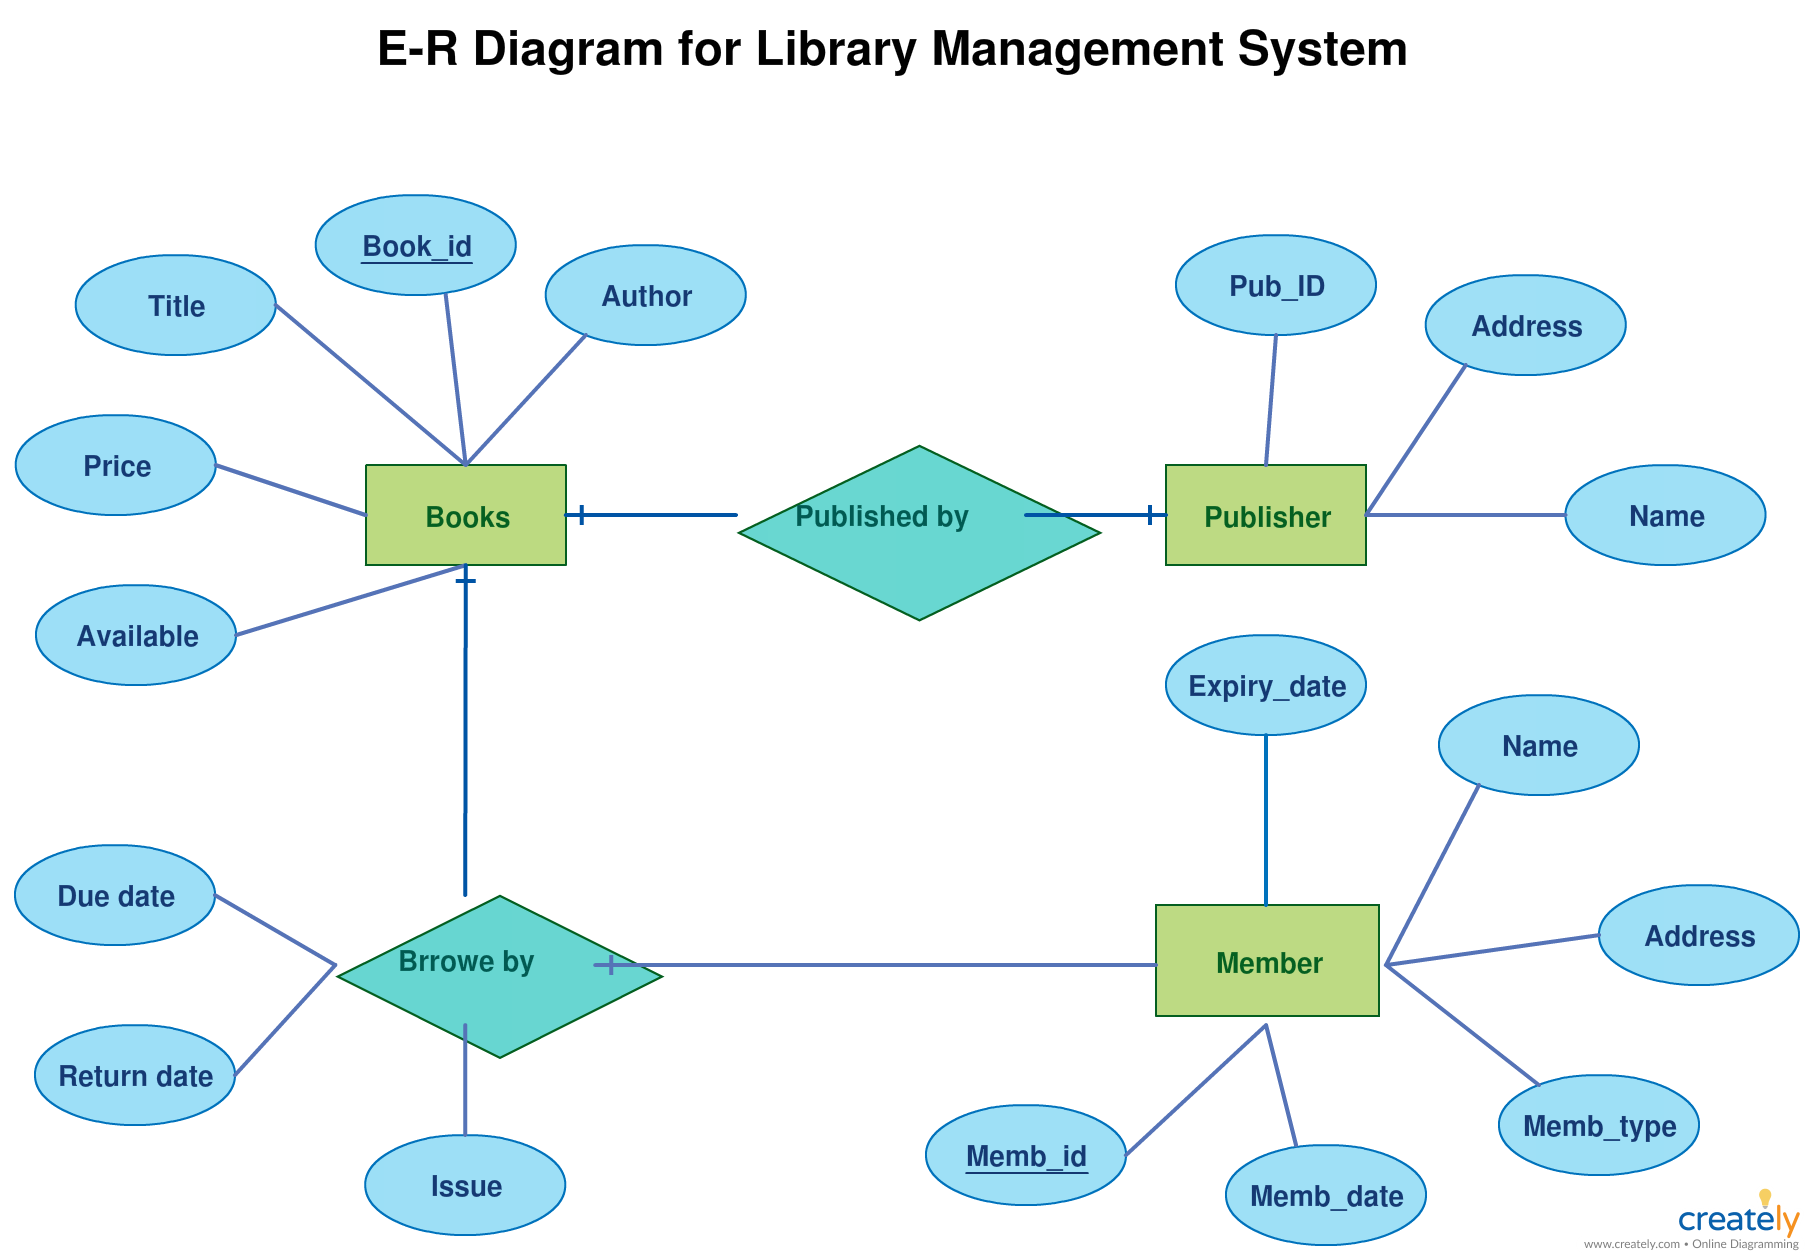 E-R Diagram for Library Management System
Book_id
Title
Author
Pub_ID
Address
Price
Books
Published by
Publisher
Name
Available
Expiry_date
Name
Due date
Brrowe by
Member
Address
Return date
Issue
Memb_id
Memb_date
Memb_type
creately
www.creately.com • Online Diagramming